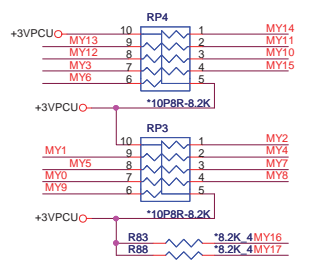 RP4
+3VPCU 10 1 MY14
MY13 9 2 MY11
MY12 8 3 MY10
MY3 7 4 MY15
MY6 6 5
+3VPCU *10P8R-8.2K
RP3
10 1 MY2
MY1 9 2 MY4
MY5 8 3 MY7
MY0 7 4 MY8
MY9 6 5
+3VPCU *10P8R-8.2K
R83 *8.2K_4 MY16
R88 *8.2K_4 MY17